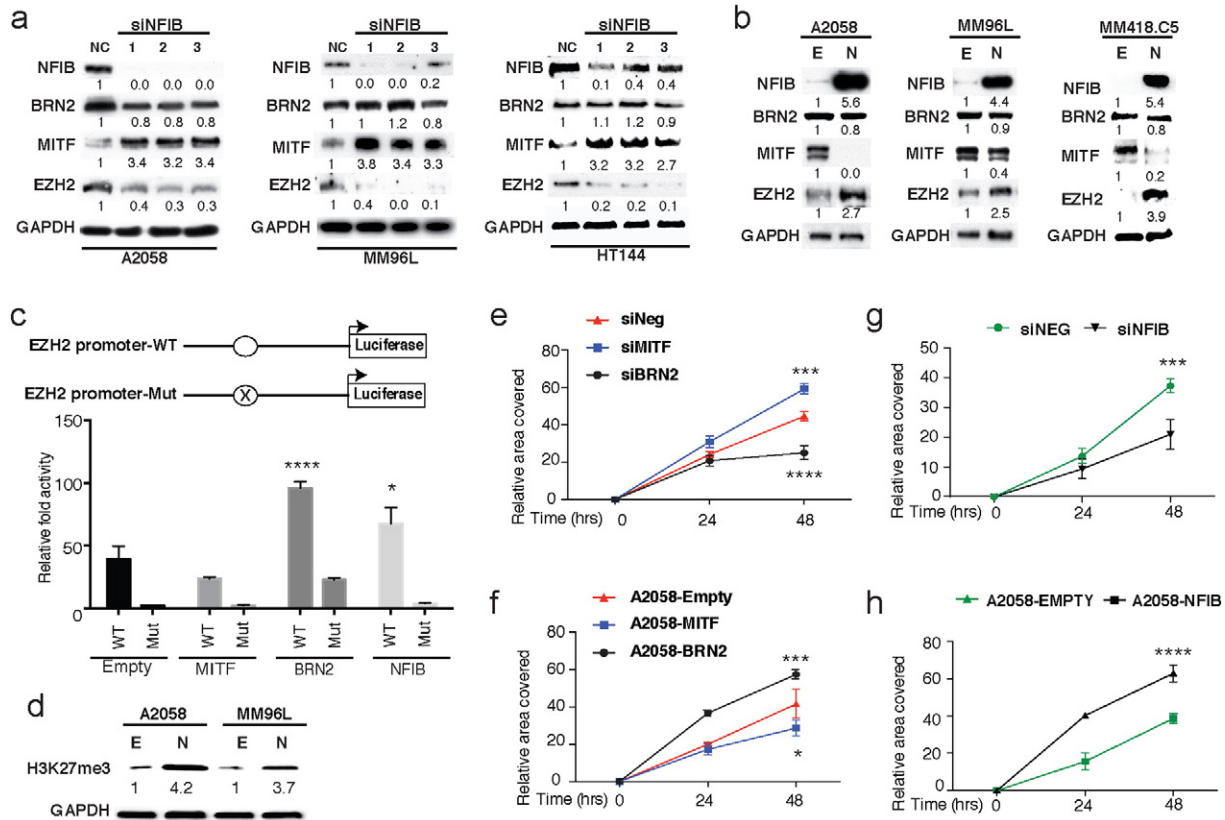 a
siNFIB
NC 1 2 3
NFIB
1 0.0 0.0 0.0
BRN2
1 0.8 0.8 0.8
MITF
1 3.4 3.2 3.4
EZH2
1 0.4 0.3 0.3
GAPDH
A2058
siNFIB
NC 1 2 3
NFIB
1 0.0 0.0 0.2
BRN2
1 1 1.2 0.8
MITF
1 3.8 3.4 3.3
EZH2
1 0.4 0.0 0.1
GAPDH
MM96L
siNFIB
NC 1 2 3
NFIB
1 0.1 0.4 0.4
BRN2
1 1.1 1.2 0.9
MITF
1 3.2 3.2 2.7
EZH2
1 0.2 0.2 0.1
GAPDH
HT144
b
A2058
E N
NFIB
1 5.6
BRN2
1 0.8
MITF
1 0.0
EZH2
1 2.7
GAPDH
MM96L
E N
NFIB
1 4.4
BRN2
1 0.9
MITF
1 0.4
EZH2
1 2.5
GAPDH
MM418.C5
E N
NFIB
1 5.4
BRN2
1 0.8
MITF
1 0.2
EZH2
1 3.9
GAPDH
c
EZH2 promoter-WT
Luciferase
EZH2 promoter-Mut
X
Luciferase
Relative fold activity
150
100
50
0
****
*
WT Mut WT Mut WT Mut WT Mut
Empty MITF BRN2 NFIB
d
A2058 MM96L
E N E N
H3K27me3
1 4.2 1 3.7
GAPDH
e
siNeg
siMITF
siBRN2
Relative area covered
80
60
40
20
0
***
****
Time (hrs) 0 24 48
f
A2058-Empty
A2058-MITF
A2058-BRN2
Relative area covered
80
60
40
20
0
***
*
Time (hrs) 0 24 48
g
siNEG siNFIB
Relative area covered
50
40
30
20
10
0
***
Time (hrs) 0 24 48
h
A2058-EMPTY A2058-NFIB
Relative area covered
80
60
40
20
0
****
Time (hrs) 0 24 48